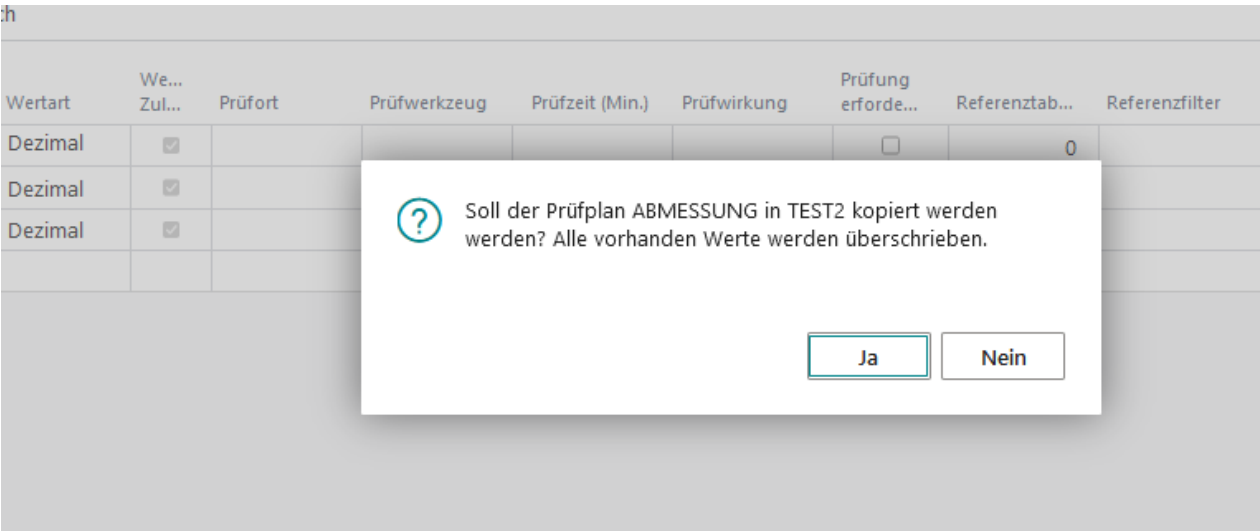 ch
We...
Prüfung
Wertart Zul... Prüfort Prüfwerkzeug Prüfzeit (Min.) Prüfwirkung erforde... Referenztab... Referenzfilter
Dezimal 0
Dezimal
Dezimal
Soll der Prüfplan ABMESSUNG in TEST2 kopiert werden
werden? Alle vorhanden Werte werden überschrieben.
Ja Nein